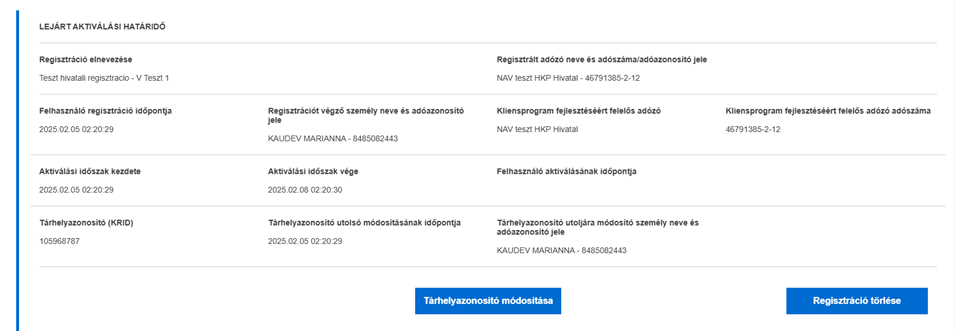 LEJÁRT AKTIVÁLÁSI HATÁRIDŐ
Regisztráció elnevezése
Regisztrált adózó neve és adószáma/adóazonosító jele
Teszt hivatali regisztracio - V Teszt 1
NAV teszt HKP Hivatal - 46791385-2-12
Felhasználó regisztráció időpontja
Regisztrációt végző személy neve és adóazonosító
jele
Kliensprogram fejlesztéséért felelős adózó
Kliensprogram fejlesztéséért felelős adózó adószáma
2025.02.05 02:20:29
KAUDEV MARIANNA - 8485082443
NAV teszt HKP Hivatal
46791385-2-12
Aktiválási időszak kezdete
Aktiválási időszak vége
Felhasználó aktiválásának időpontja
2025.02.05 02:20:29
2025.02.08 02:20:30
Tárhelyazonosító (KRID)
Tárhelyazonosító utolsó módosításának időpontja
Tárhelyazonosító utoljára módosító személy neve és
adóazonosító jele
105968787
2025.02.05 02:20:29
KAUDEV MARIANNA - 8485082443
Tárhelyazonosító módosítása
Regisztráció törlése